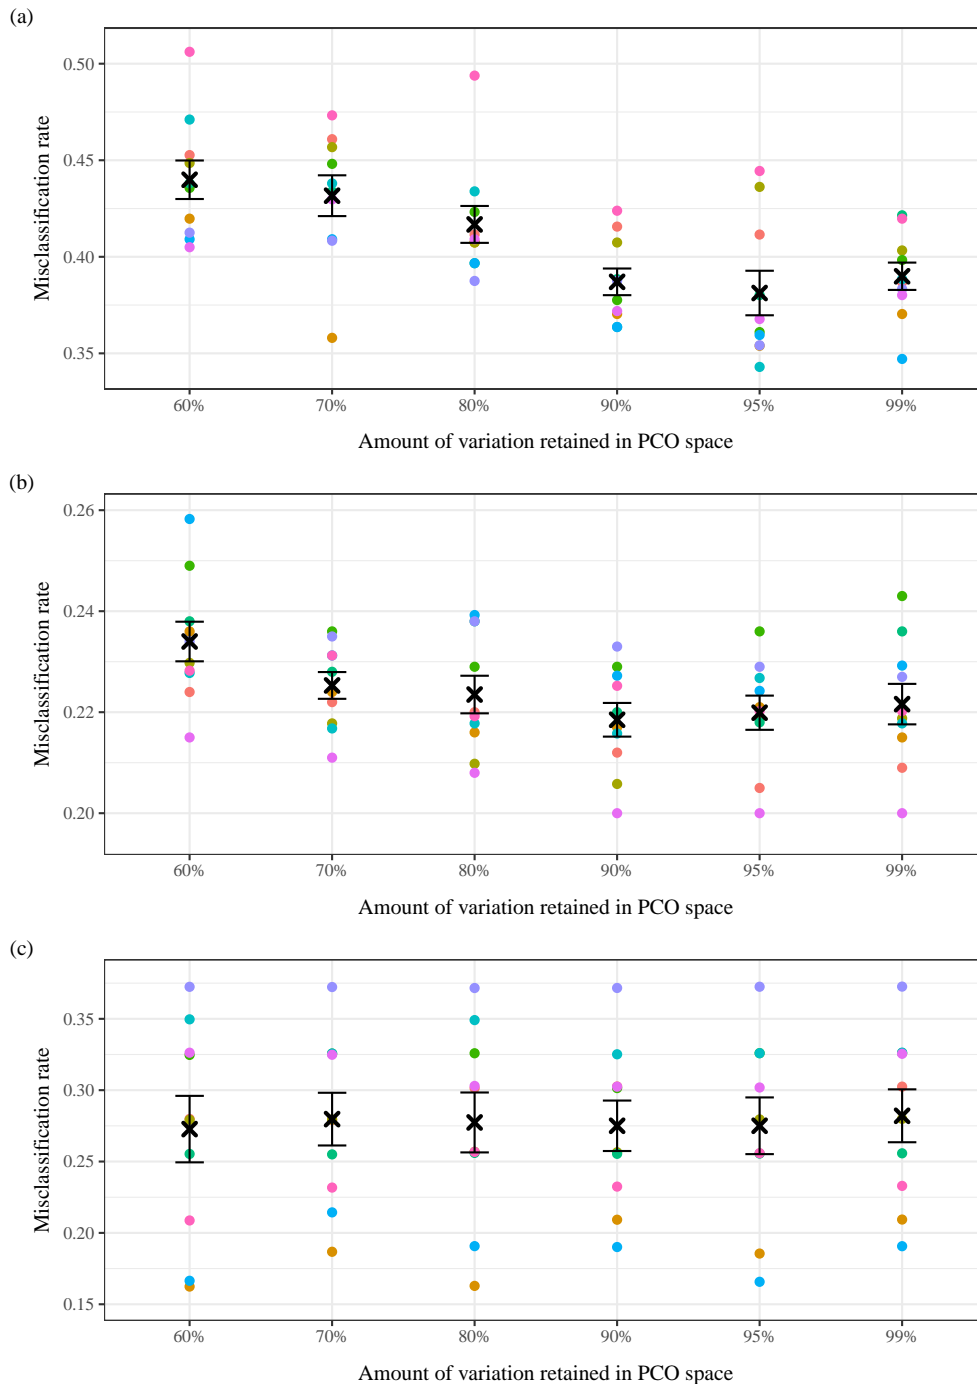 (a)
Misclassification rate
0.50
0.45
0.40
0.35
60% 70% 80% 90% 95% 99%
Amount of variation retained in PCO space
(b)
Misclassification rate
0.26
0.24
0.22
0.20
60% 70% 80% 90% 95% 99%
Amount of variation retained in PCO space
(c)
Misclassification rate
0.35
0.30
0.25
0.20
0.15
60% 70% 80% 90% 95% 99%
Amount of variation retained in PCO space